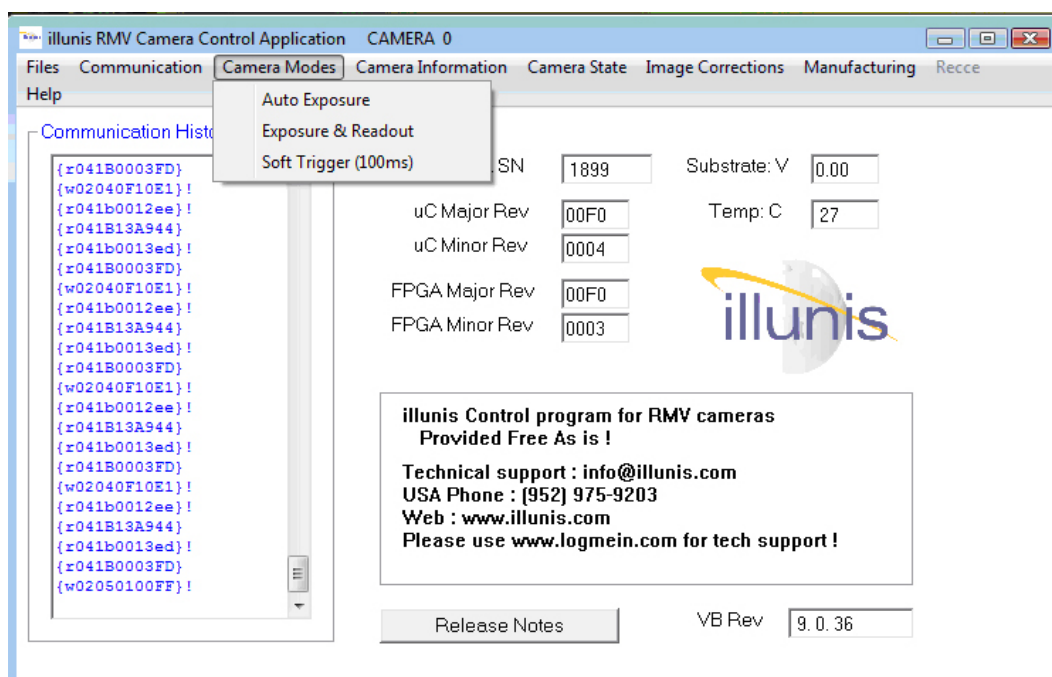 illunis RMV Camera Control Application CAMERA 0
Files Communication Camera Modes Camera Information Camera State Image Corrections Manufacturing Recce
Help
Auto Exposure
Exposure & Readout
Soft Trigger (100ms)
Communication
{r041B0003FD}
{w02040F10E1}!
{r041b0012ee}!
{r041B13A944}
{r041b0013ed}!
{r041B0003FD}
{w02040F10E1}!
{r041b0012ee}!
{r041B13A944}
{r041b0013ed}!
{r041B0003FD}
{w02040F10E1}!
{r041b0012ee}!
{r041B13A944}
{r041b0013ed}!
{r041B0003FD}
{w02040F10E1}!
{r041b0012ee}!
{r041B13A944}
{r041b0013ed}!
{r041B0003FD}
{w02050100FF}!
SN 1899 Substrate: V 0.00
uC Major Rev 00F0 Temp: C 27
uC Minor Rev 0004
FPGA Major Rev 00F0
FPGA Minor Rev 0003
illunis
illunis Control program for RMV cameras
Provided Free As is !
Technical support : info@illunis.com
USA Phone : (952) 975-9203
Web : www.illunis.com
Please use www.logmein.com for tech support !
Release Notes VB Rev 9. 0. 36